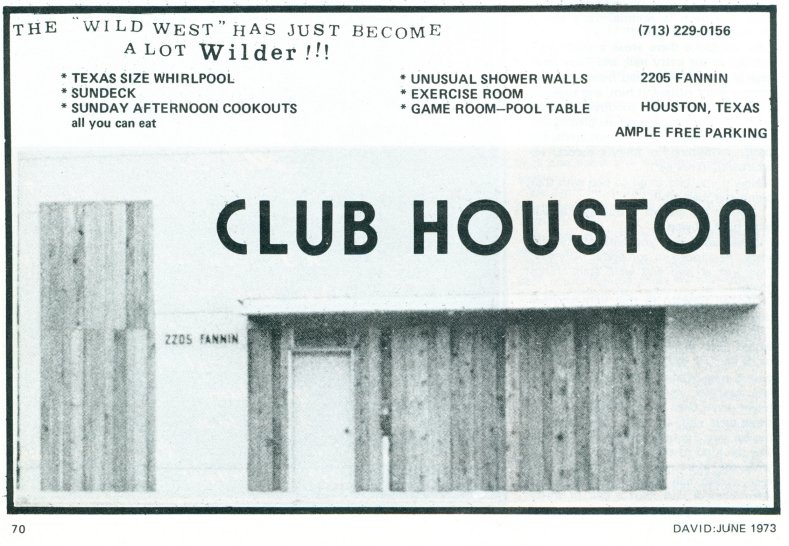 THE "WILD WEST" HAS JUST BECOME
A LOT Wilder!!!
* TEXAS SIZE WHIRLPOOL
* SUNDECK
* SUNDAY AFTERNOON COOKOUTS
all you can eat
* UNUSUAL SHOWER WALLS
* EXERCISE ROOM
* GAME ROOM—POOL TABLE
(713) 229-0156
2205 FANNIN
HOUSTON, TEXAS
AMPLE FREE PARKING
CLUB HOUSTON
2205 FANNIN
70
DAVID:JUNE 1973